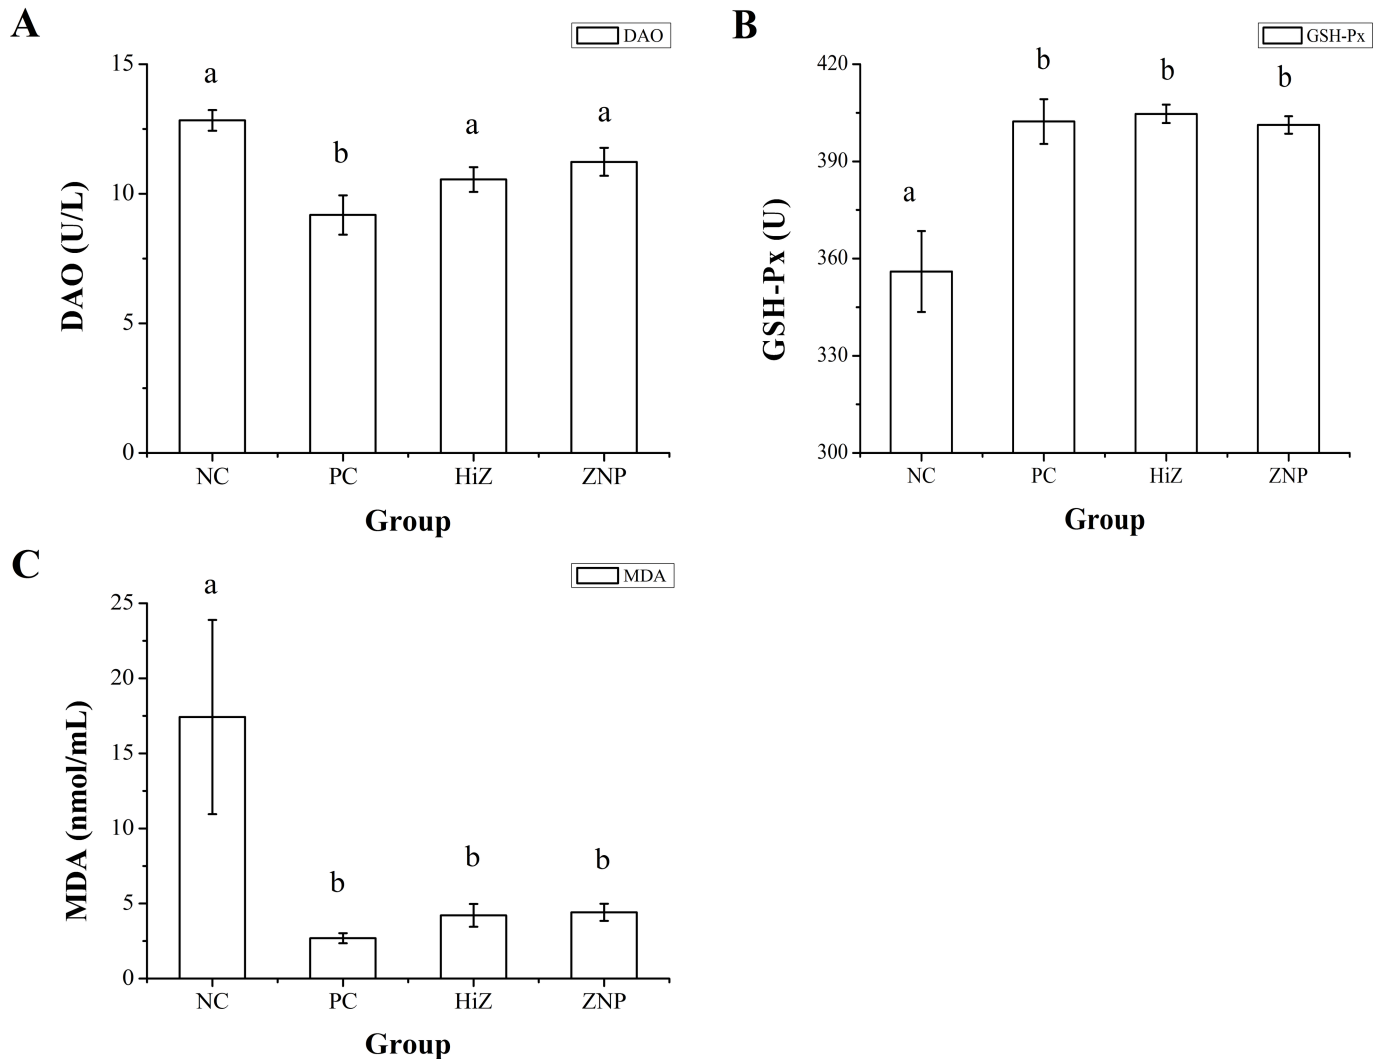 A
DAO
15
10
5
0
DAO (U/L)
a
b
a
a
NC PC HiZ ZNP
Group
B
GSH-Px
420
390
360
330
300
GSH-Px (U)
a
b
b
b
NC PC HiZ ZNP
Group
C
MDA
25
20
15
10
5
0
MDA (nmol/mL)
a
b
b
b
NC PC HiZ ZNP
Group